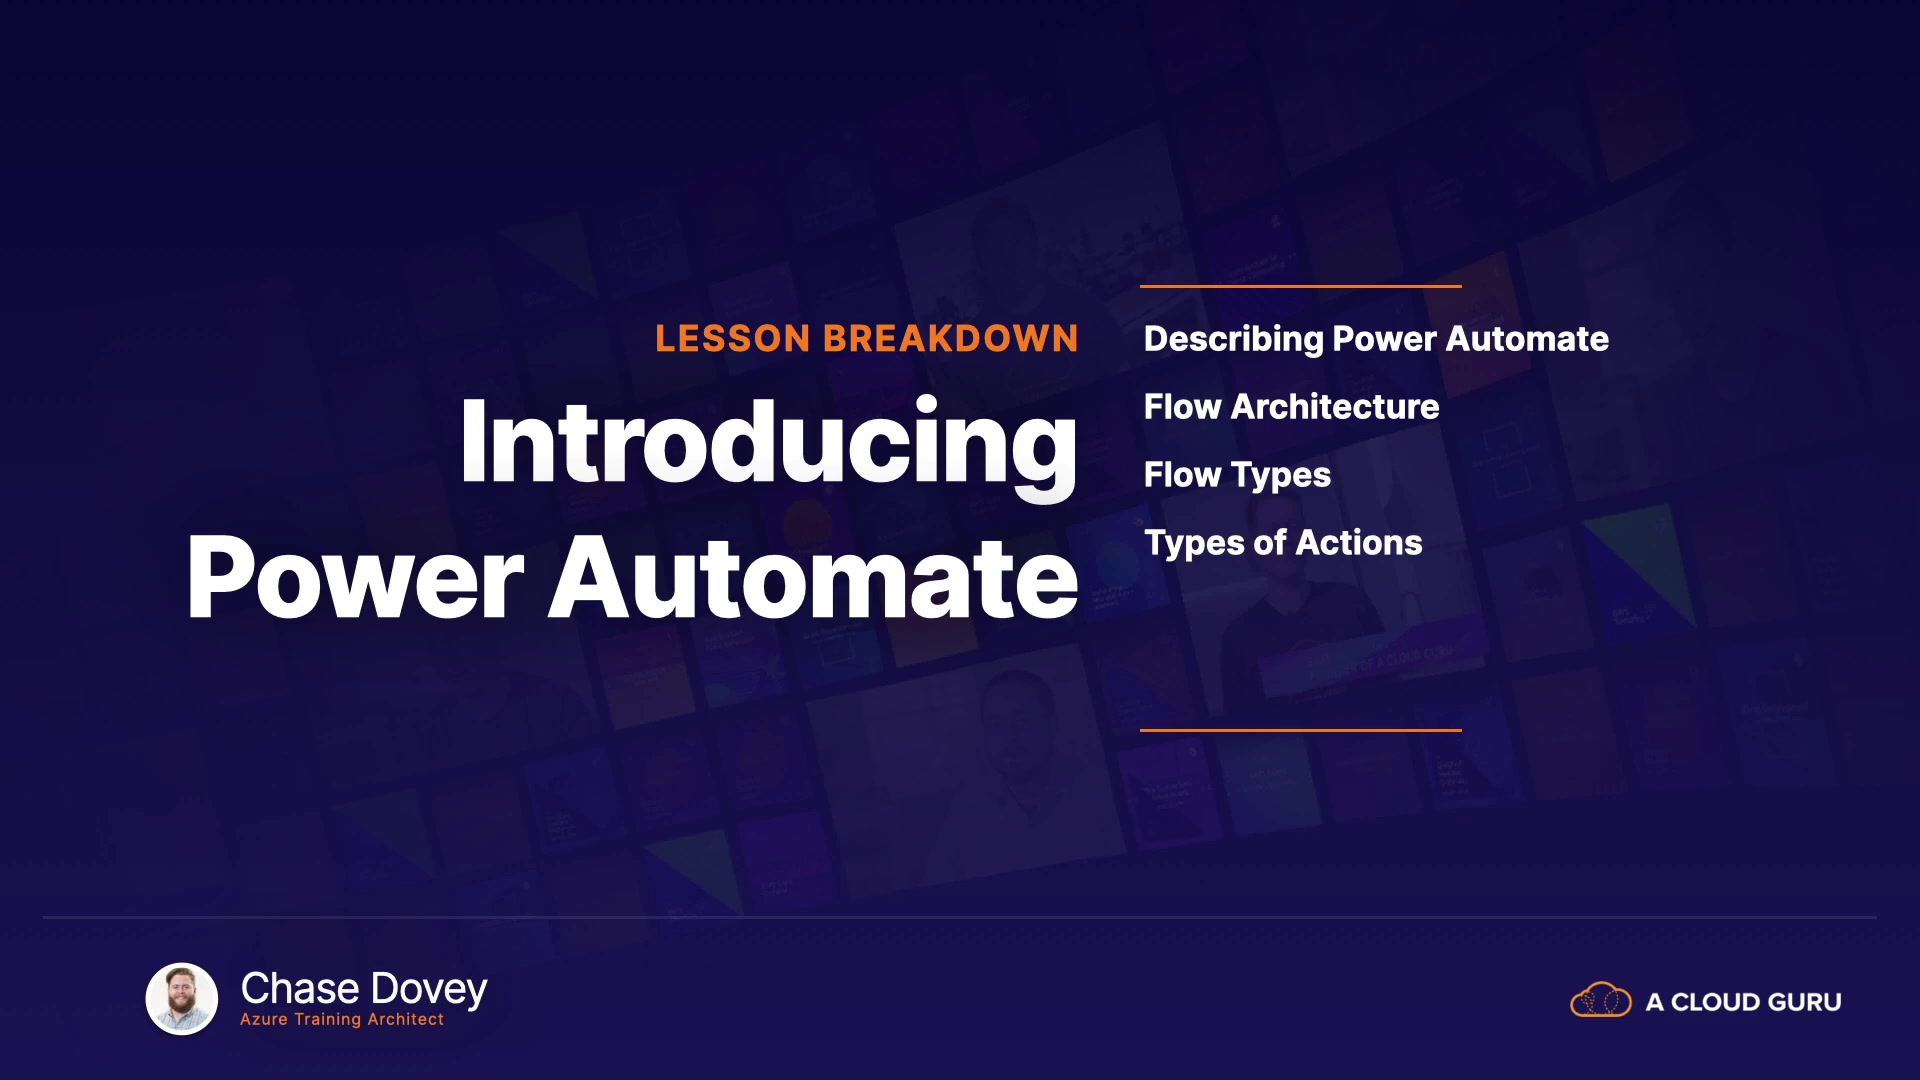 LESSON BREAKDOWN
Introducing
Power Automate
Describing Power Automate
Flow Architecture
Flow Types
Types of Actions
Chase Dovey
Azure Training Architect
A CLOUD GURU